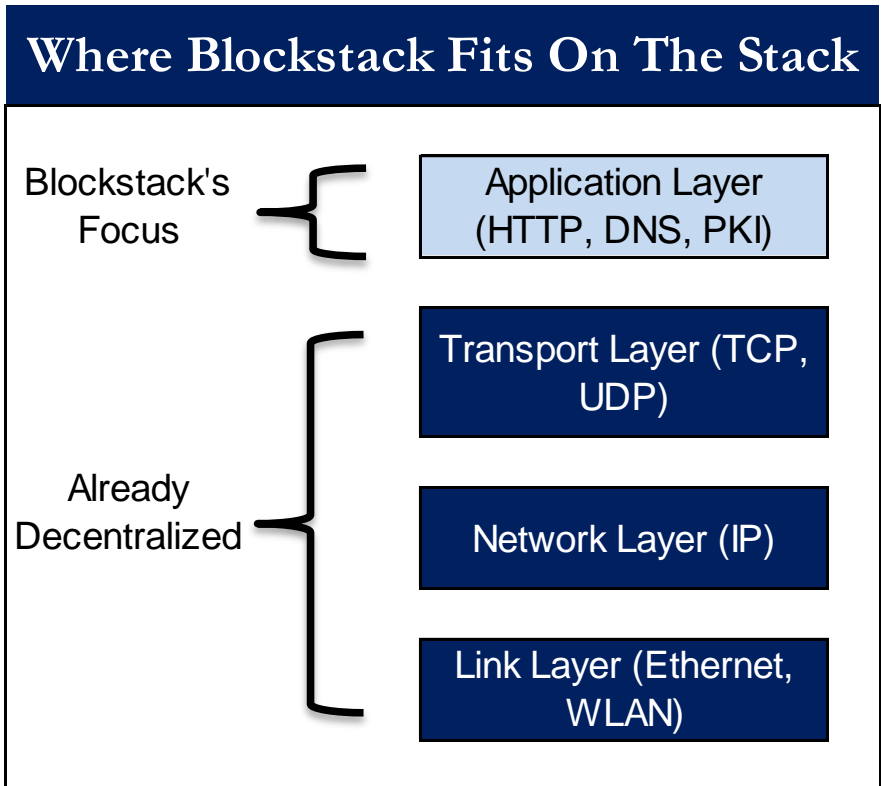 Where Blockstack Fits On The Stack
Blockstack's
Focus
Application Layer
(HTTP, DNS, PKI)
Transport Layer (TCP,
UDP)
Already
Decentralized
Network Layer (IP)
Link Layer (Ethernet,
WLAN)